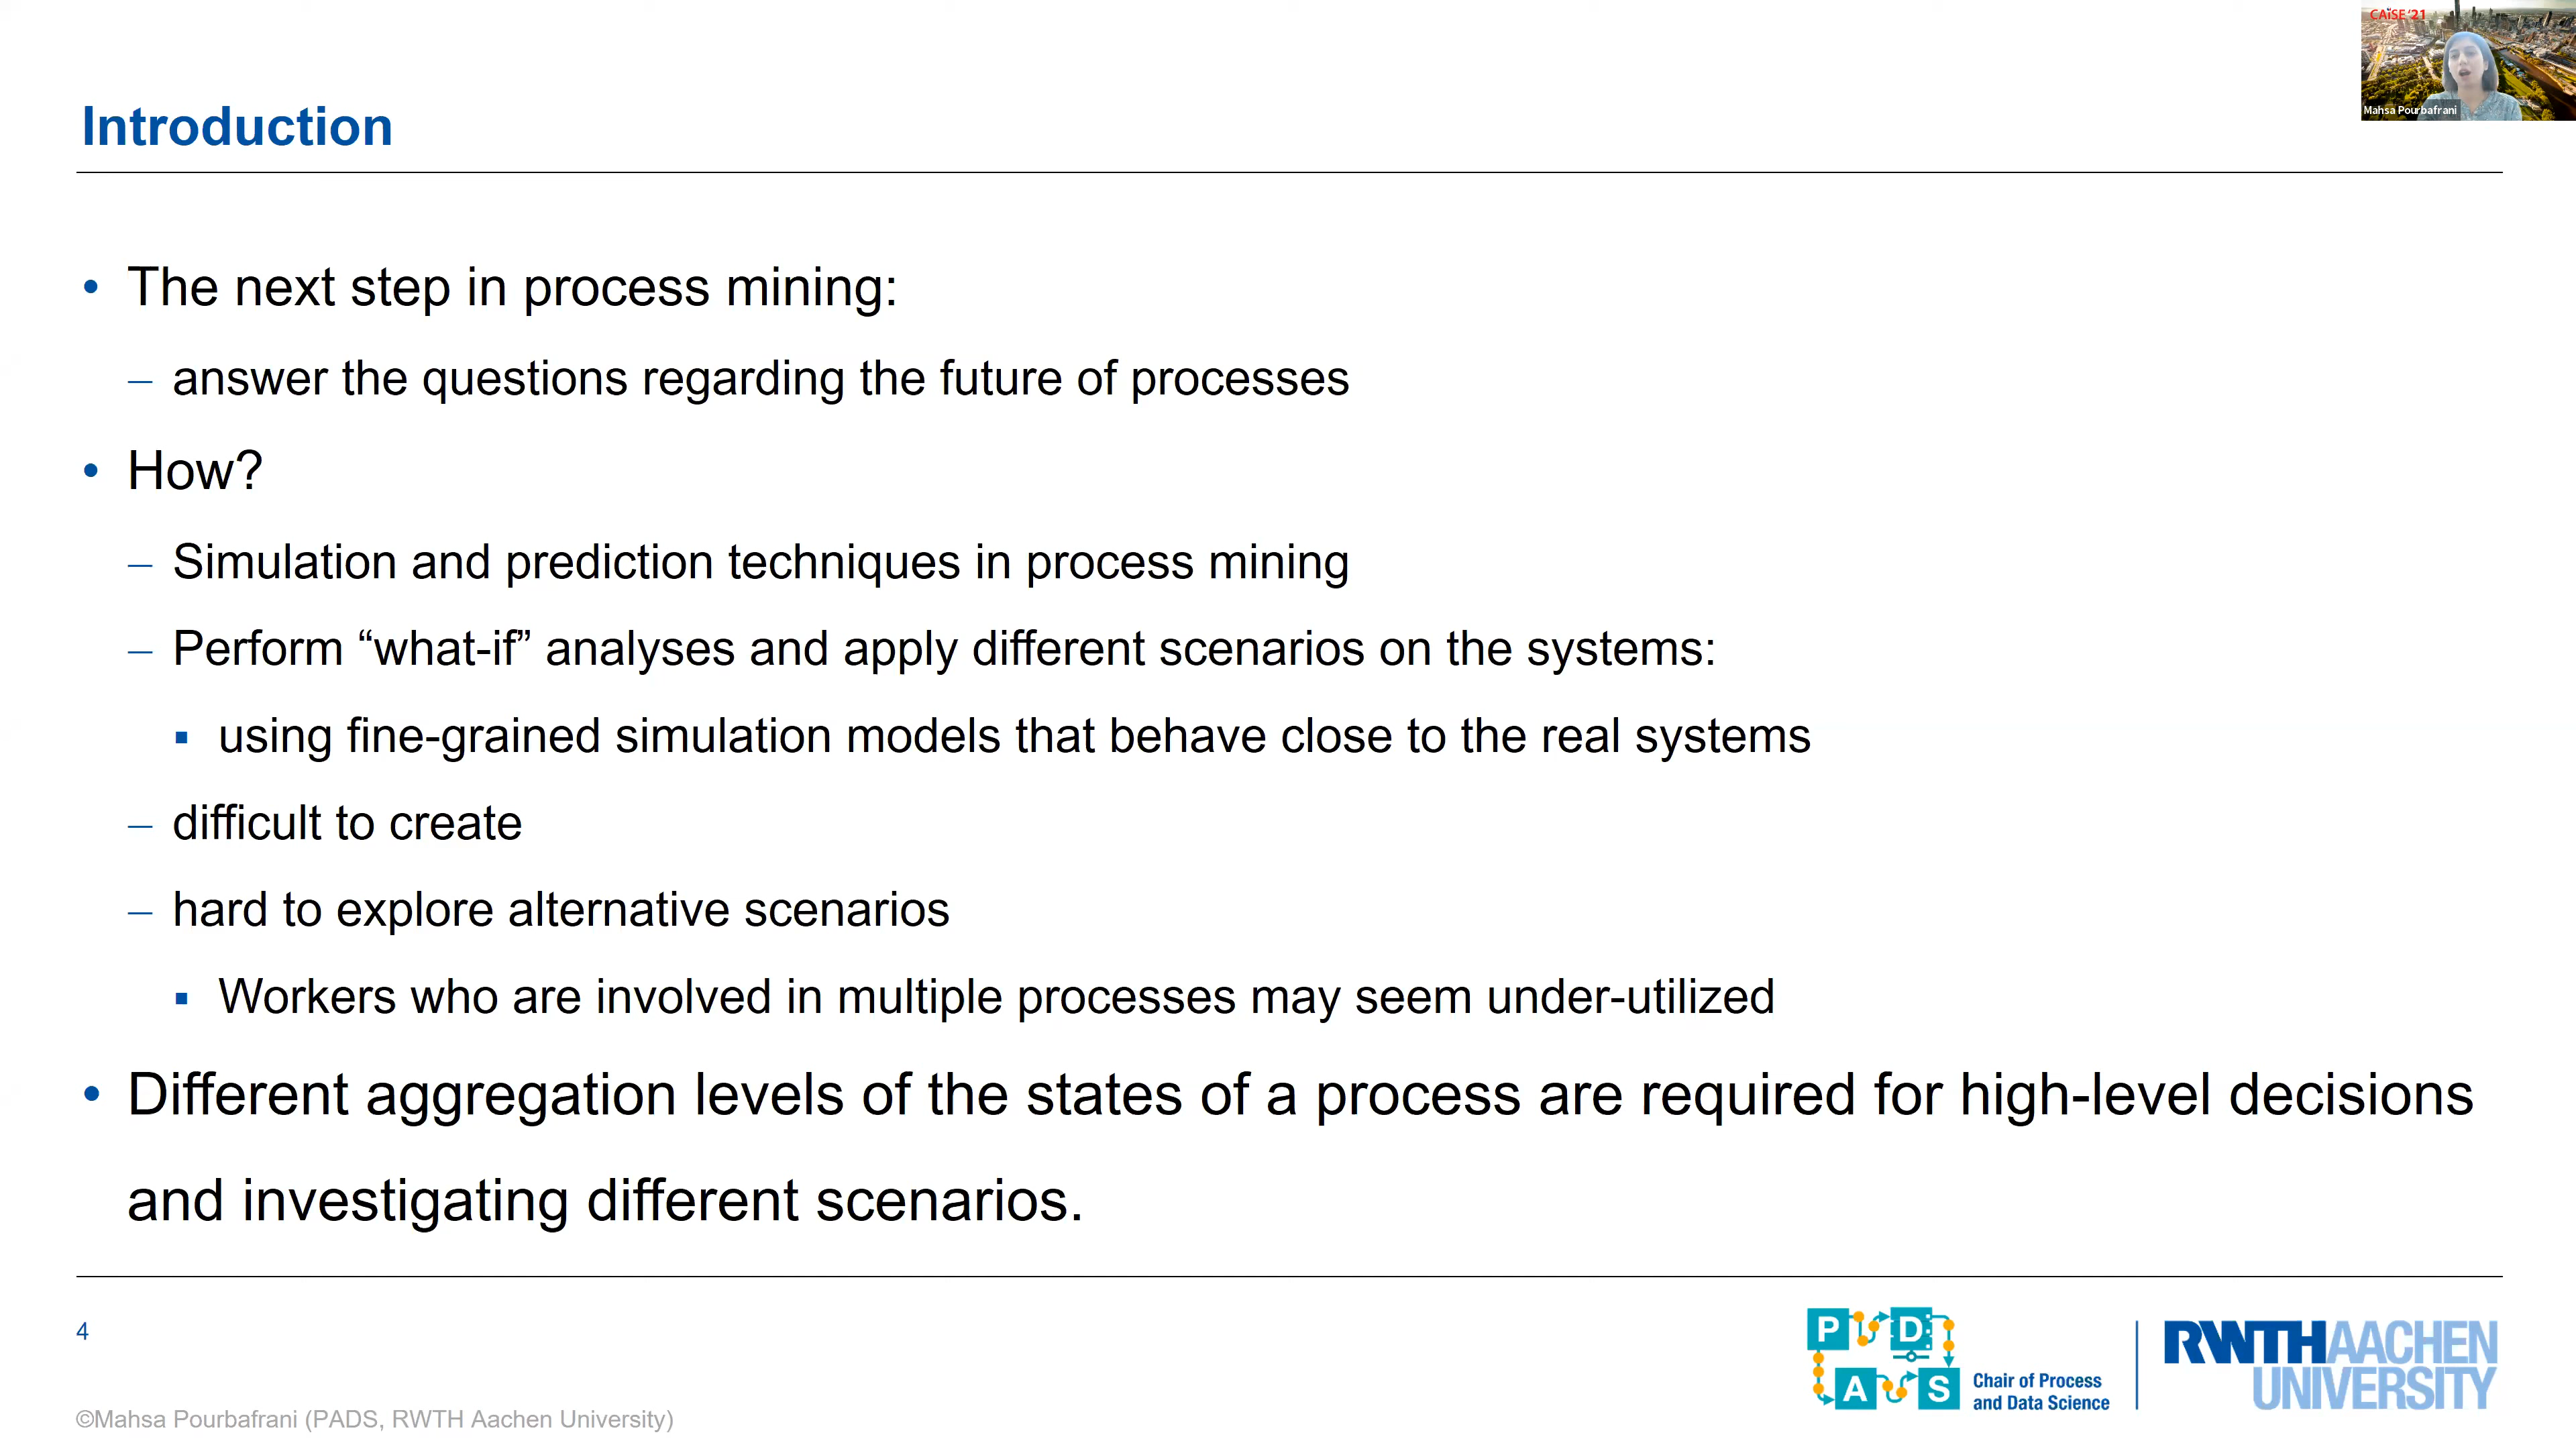 CAiSE '21
Mahsa Pourbafrani
Introduction
• The next step in process mining:
– answer the questions regarding the future of processes
• How?
– Simulation and prediction techniques in process mining
– Perform “what-if” analyses and apply different scenarios on the systems:
▪ using fine-grained simulation models that behave close to the real systems
– difficult to create
– hard to explore alternative scenarios
▪ Workers who are involved in multiple processes may seem under-utilized
• Different aggregation levels of the states of a process are required for high-level decisions
and investigating different scenarios.
4
P D
A S
Chair of Process
and Data Science
RWTH AACHEN
UNIVERSITY
©Mahsa Pourbafrani (PADS, RWTH Aachen University)